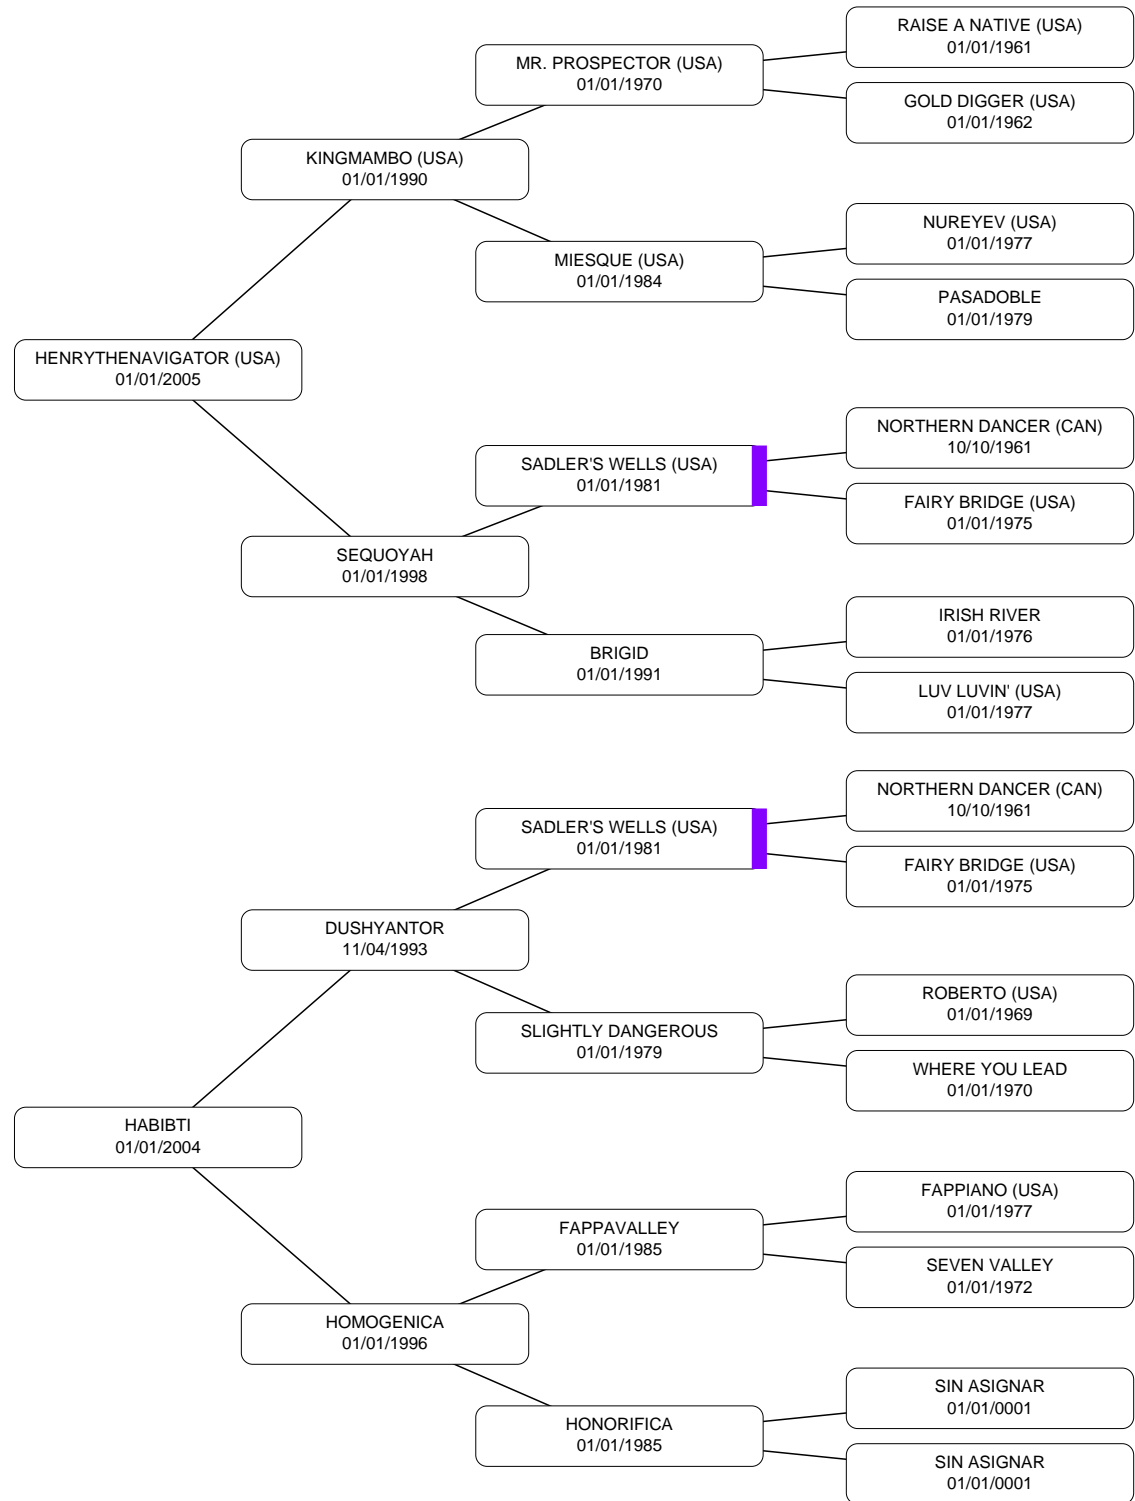 RAISE A NATIVE (USA)
01/01/1961
MR. PROSPECTOR (USA)
01/01/1970
GOLD DIGGER (USA)
01/01/1962
KINGMAMBO (USA)
01/01/1990
NUREYEV (USA)
01/01/1977
MIESQUE (USA)
01/01/1984
PASADOBLE
01/01/1979
HENRYTHENAVIGATOR (USA)
01/01/2005
NORTHERN DANCER (CAN)
10/10/1961
SADLER'S WELLS (USA)
01/01/1981
FAIRY BRIDGE (USA)
01/01/1975
SEQUOYAH
01/01/1998
IRISH RIVER
01/01/1976
BRIGID
01/01/1991
LUV LUVIN' (USA)
01/01/1977
NORTHERN DANCER (CAN)
10/10/1961
SADLER'S WELLS (USA)
01/01/1981
FAIRY BRIDGE (USA)
01/01/1975
DUSHYANTOR
11/04/1993
ROBERTO (USA)
01/01/1969
SLIGHTLY DANGEROUS
01/01/1979
WHERE YOU LEAD
01/01/1970
HABIBTI
01/01/2004
FAPPIANO (USA)
01/01/1977
FAPPAVALLEY
01/01/1985
SEVEN VALLEY
01/01/1972
HOMOGENICA
01/01/1996
SIN ASIGNAR
01/01/0001
HONORIFICA
01/01/1985
SIN ASIGNAR
01/01/0001